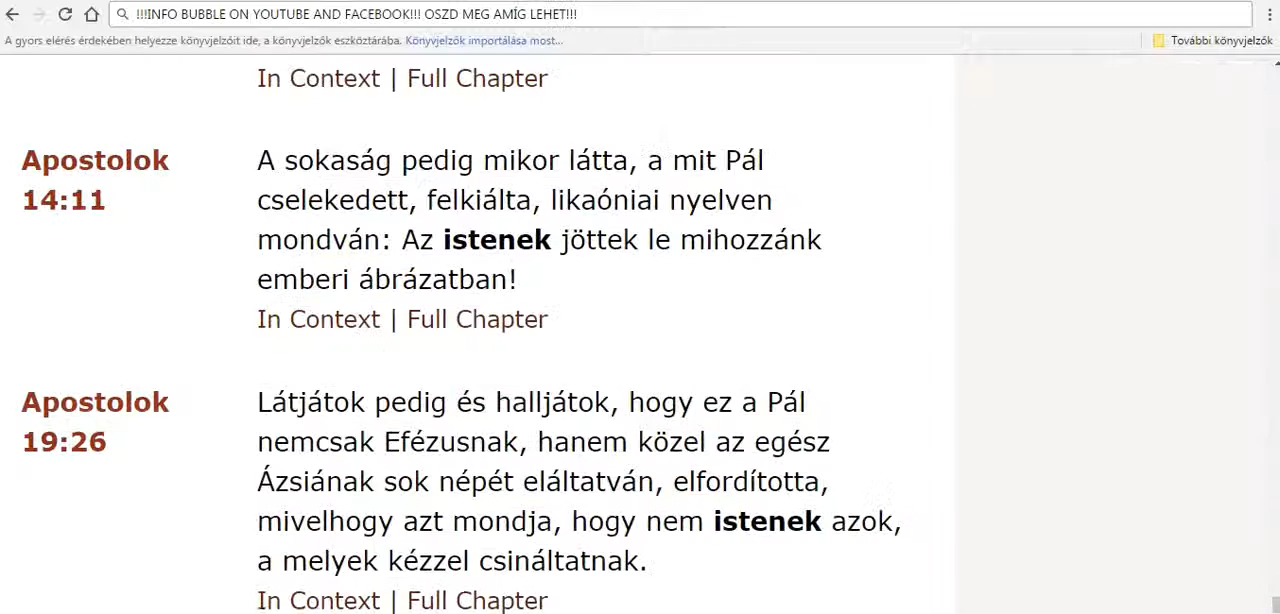 !!!INFO BUBBLE ON YOUTUBE AND FACEBOOK!!! OSZD MEG AMÍG LEHET!!!
A gyors elérés érdekében helyezze könyvjelzőit ide, a könyvjelzők eszköztárába. Könyvjelzők importálása most...
További könyvjelzők
In Context | Full Chapter
Apostolok
14:11
A sokaság pedig mikor látta, a mit Pál
cselekedett, felkiálta, likaóniai nyelven
mondván: Az istenek jöttek le mihozzánk
emberi ábrázatban!
In Context | Full Chapter
Apostolok
19:26
Látjátok pedig és halljátok, hogy ez a Pál
nemcsak Efézusnak, hanem közel az egész
Ázsiának sok népét eláltatván, elfordította,
mivelhogy azt mondja, hogy nem istenek azok,
a melyek kézzel csináltatnak.
In Context | Full Chapter